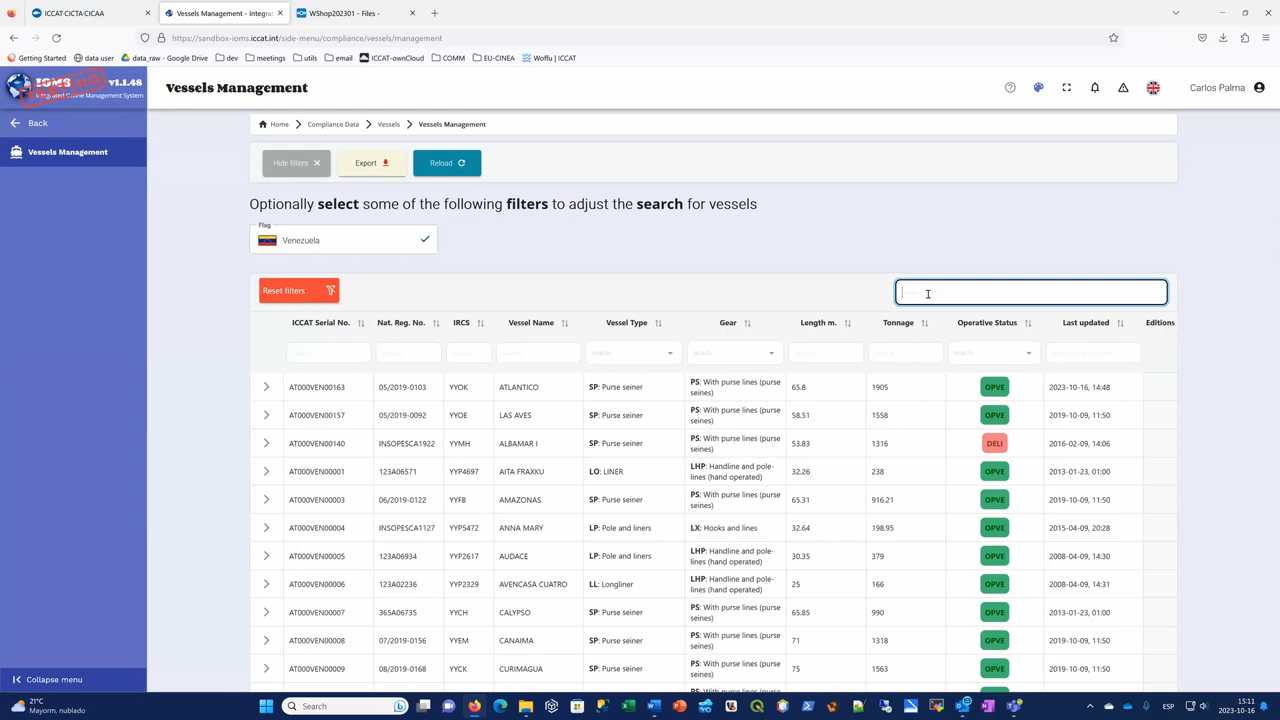 ICCAT·CICTA·CICAA
Vessels Management - Integrat
WShop202301 - Files -
https://sandbox-ioms.iccat.int/side-menu/compliance/vessels/management
Getting Started
data user
data_raw - Google Drive
dev
meetings
utils
email
ICCAT-ownCloud
COMM
EU-CINEA
Woffu | ICCAT
IOMS v1.1.48
Integrated Online Management System
Vessels Management
Carlos Palma
Back
Vessels Management
Home > Compliance Data > Vessels > Vessels Management
Hide filters
Export
Reload
Optionally select some of the following filters to adjust the search for vessels
Flag
Venezuela
Reset filters
ICCAT Serial No. Nat. Reg. No. IRCS Vessel Name Vessel Type Gear Length m. Tonnage Operative Status Last updated Editions
AT000VEN00163 05/2019-0103 YYOK ATLANTICO SP: Purse seiner PS: With purse lines (purse seines) 65.8 1905 OPVE 2023-10-16, 14:48
AT000VEN00157 05/2019-0092 YYOE LAS AVES SP: Purse seiner PS: With purse lines (purse seines) 58.51 1558 OPVE 2019-10-09, 11:50
AT000VEN00140 INSOPESCA1922 YYMH ALBAMAR I SP: Purse seiner PS: With purse lines (purse seines) 53.83 1316 DELI 2016-02-09, 14:06
AT000VEN00001 123A06571 YYP4697 AITA FRAXKU LO: LINER LHP: Handline and pole-lines (hand operated) 32.26 238 OPVE 2013-01-23, 01:00
AT000VEN00003 06/2019-0122 YYFB AMAZONAS SP: Purse seiner PS: With purse lines (purse seines) 65.31 916.21 OPVE 2019-10-09, 11:50
AT000VEN00004 INSOPESCA1127 YYP5472 ANNA MARY LP: Pole and liners LX: Hooks and lines 32.64 198.95 OPVE 2015-04-09, 20:28
AT000VEN00005 123A06934 YYP2617 AUDACE LP: Pole and liners LHP: Handline and pole-lines (hand operated) 30.35 379 OPVE 2008-04-09, 14:30
AT000VEN00006 123A02236 YYP2329 AVENCASA CUATRO LL: Longliner LHP: Handline and pole-lines (hand operated) 25 166 OPVE 2008-04-09, 14:31
AT000VEN00007 365A06735 YYCH CALYPSO SP: Purse seiner PS: With purse lines (purse seines) 65.85 990 OPVE 2013-01-23, 01:00
AT000VEN00008 07/2019-0156 YYEM CANAIMA SP: Purse seiner PS: With purse lines (purse seines) 71 1318 OPVE 2019-10-09, 11:50
AT000VEN00009 08/2019-0168 YYCK CURIMAGUA SP: Purse seiner PS: With purse lines (purse seines) 75 1563 OPVE 2019-10-09, 11:50
PS: With purse lines (purse
Collapse menu
21°C
Mayorm. nublado
Search
ESP
15:11
2023-10-16